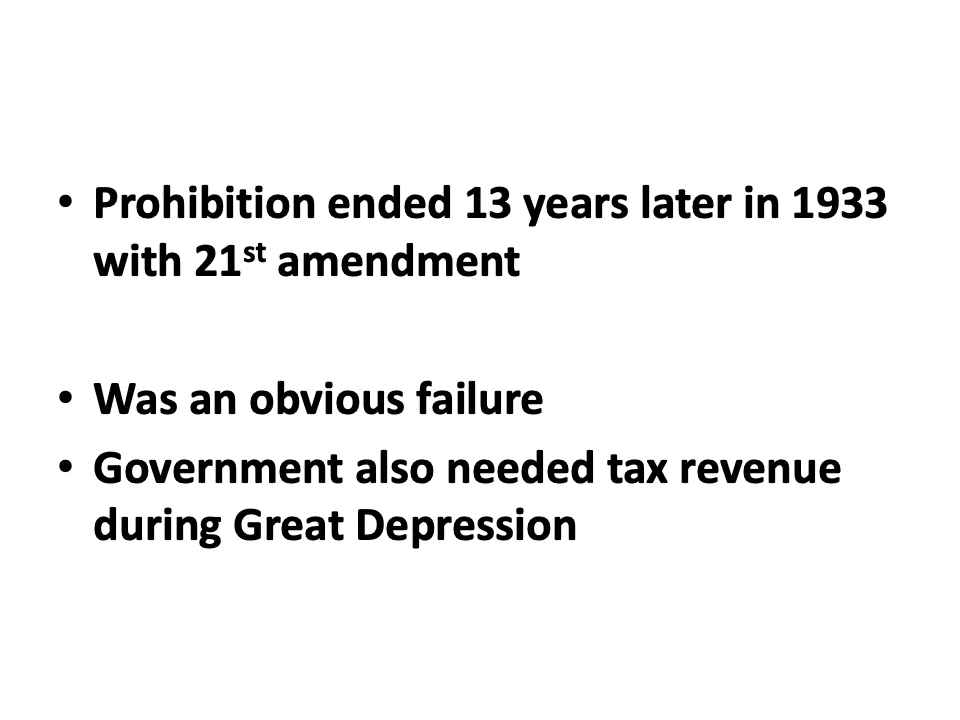 • Prohibition ended 13 years later in 1933
with 21st amendment
• Was an obvious failure
• Government also needed tax revenue
during Great Depression